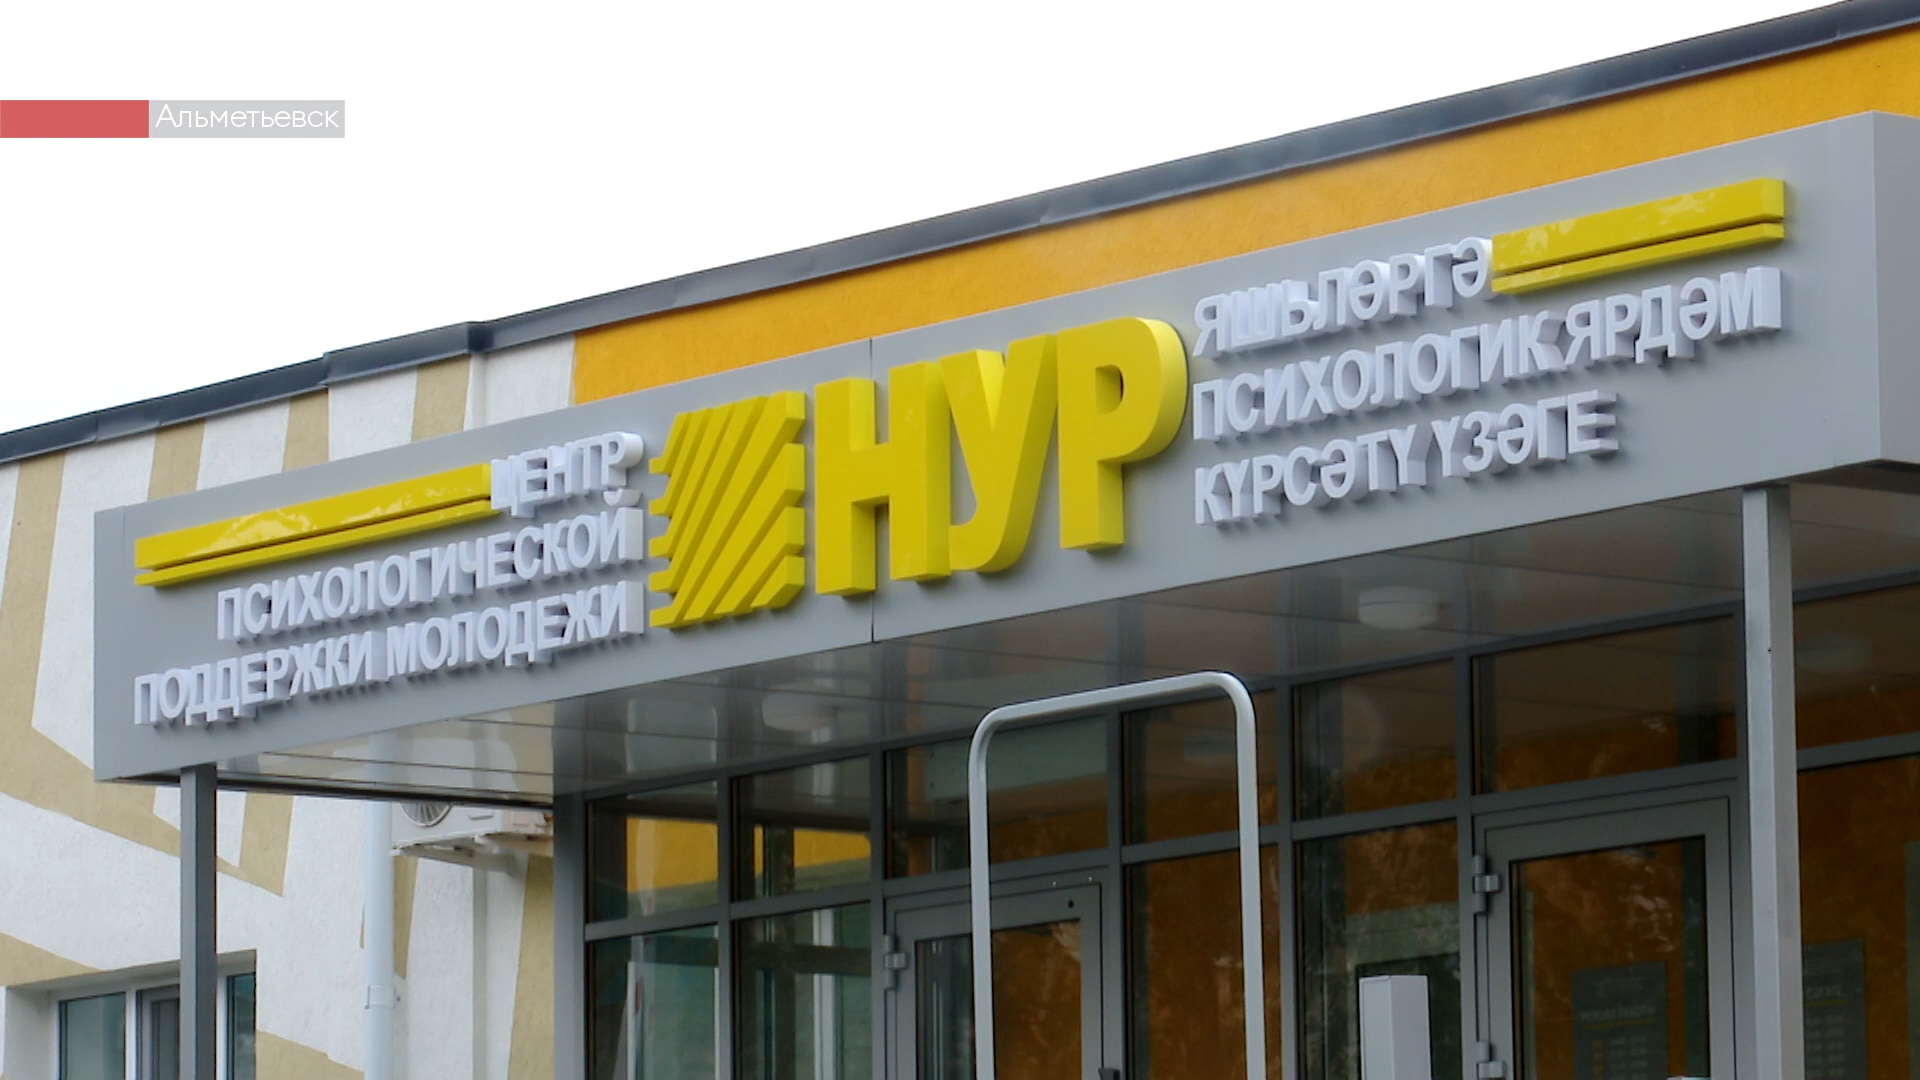 Альметьевск
ЦЕНТР
ПСИХОЛОГИЧЕСКОЙ
ПОДДЕРЖКИ МОЛОДЕЖИ
НУР
ЯШЬЛӘРГӘ
ПСИХОЛОГИК ЯРДӘМ
КҮРСӘТҮ ҮЗӘГЕ